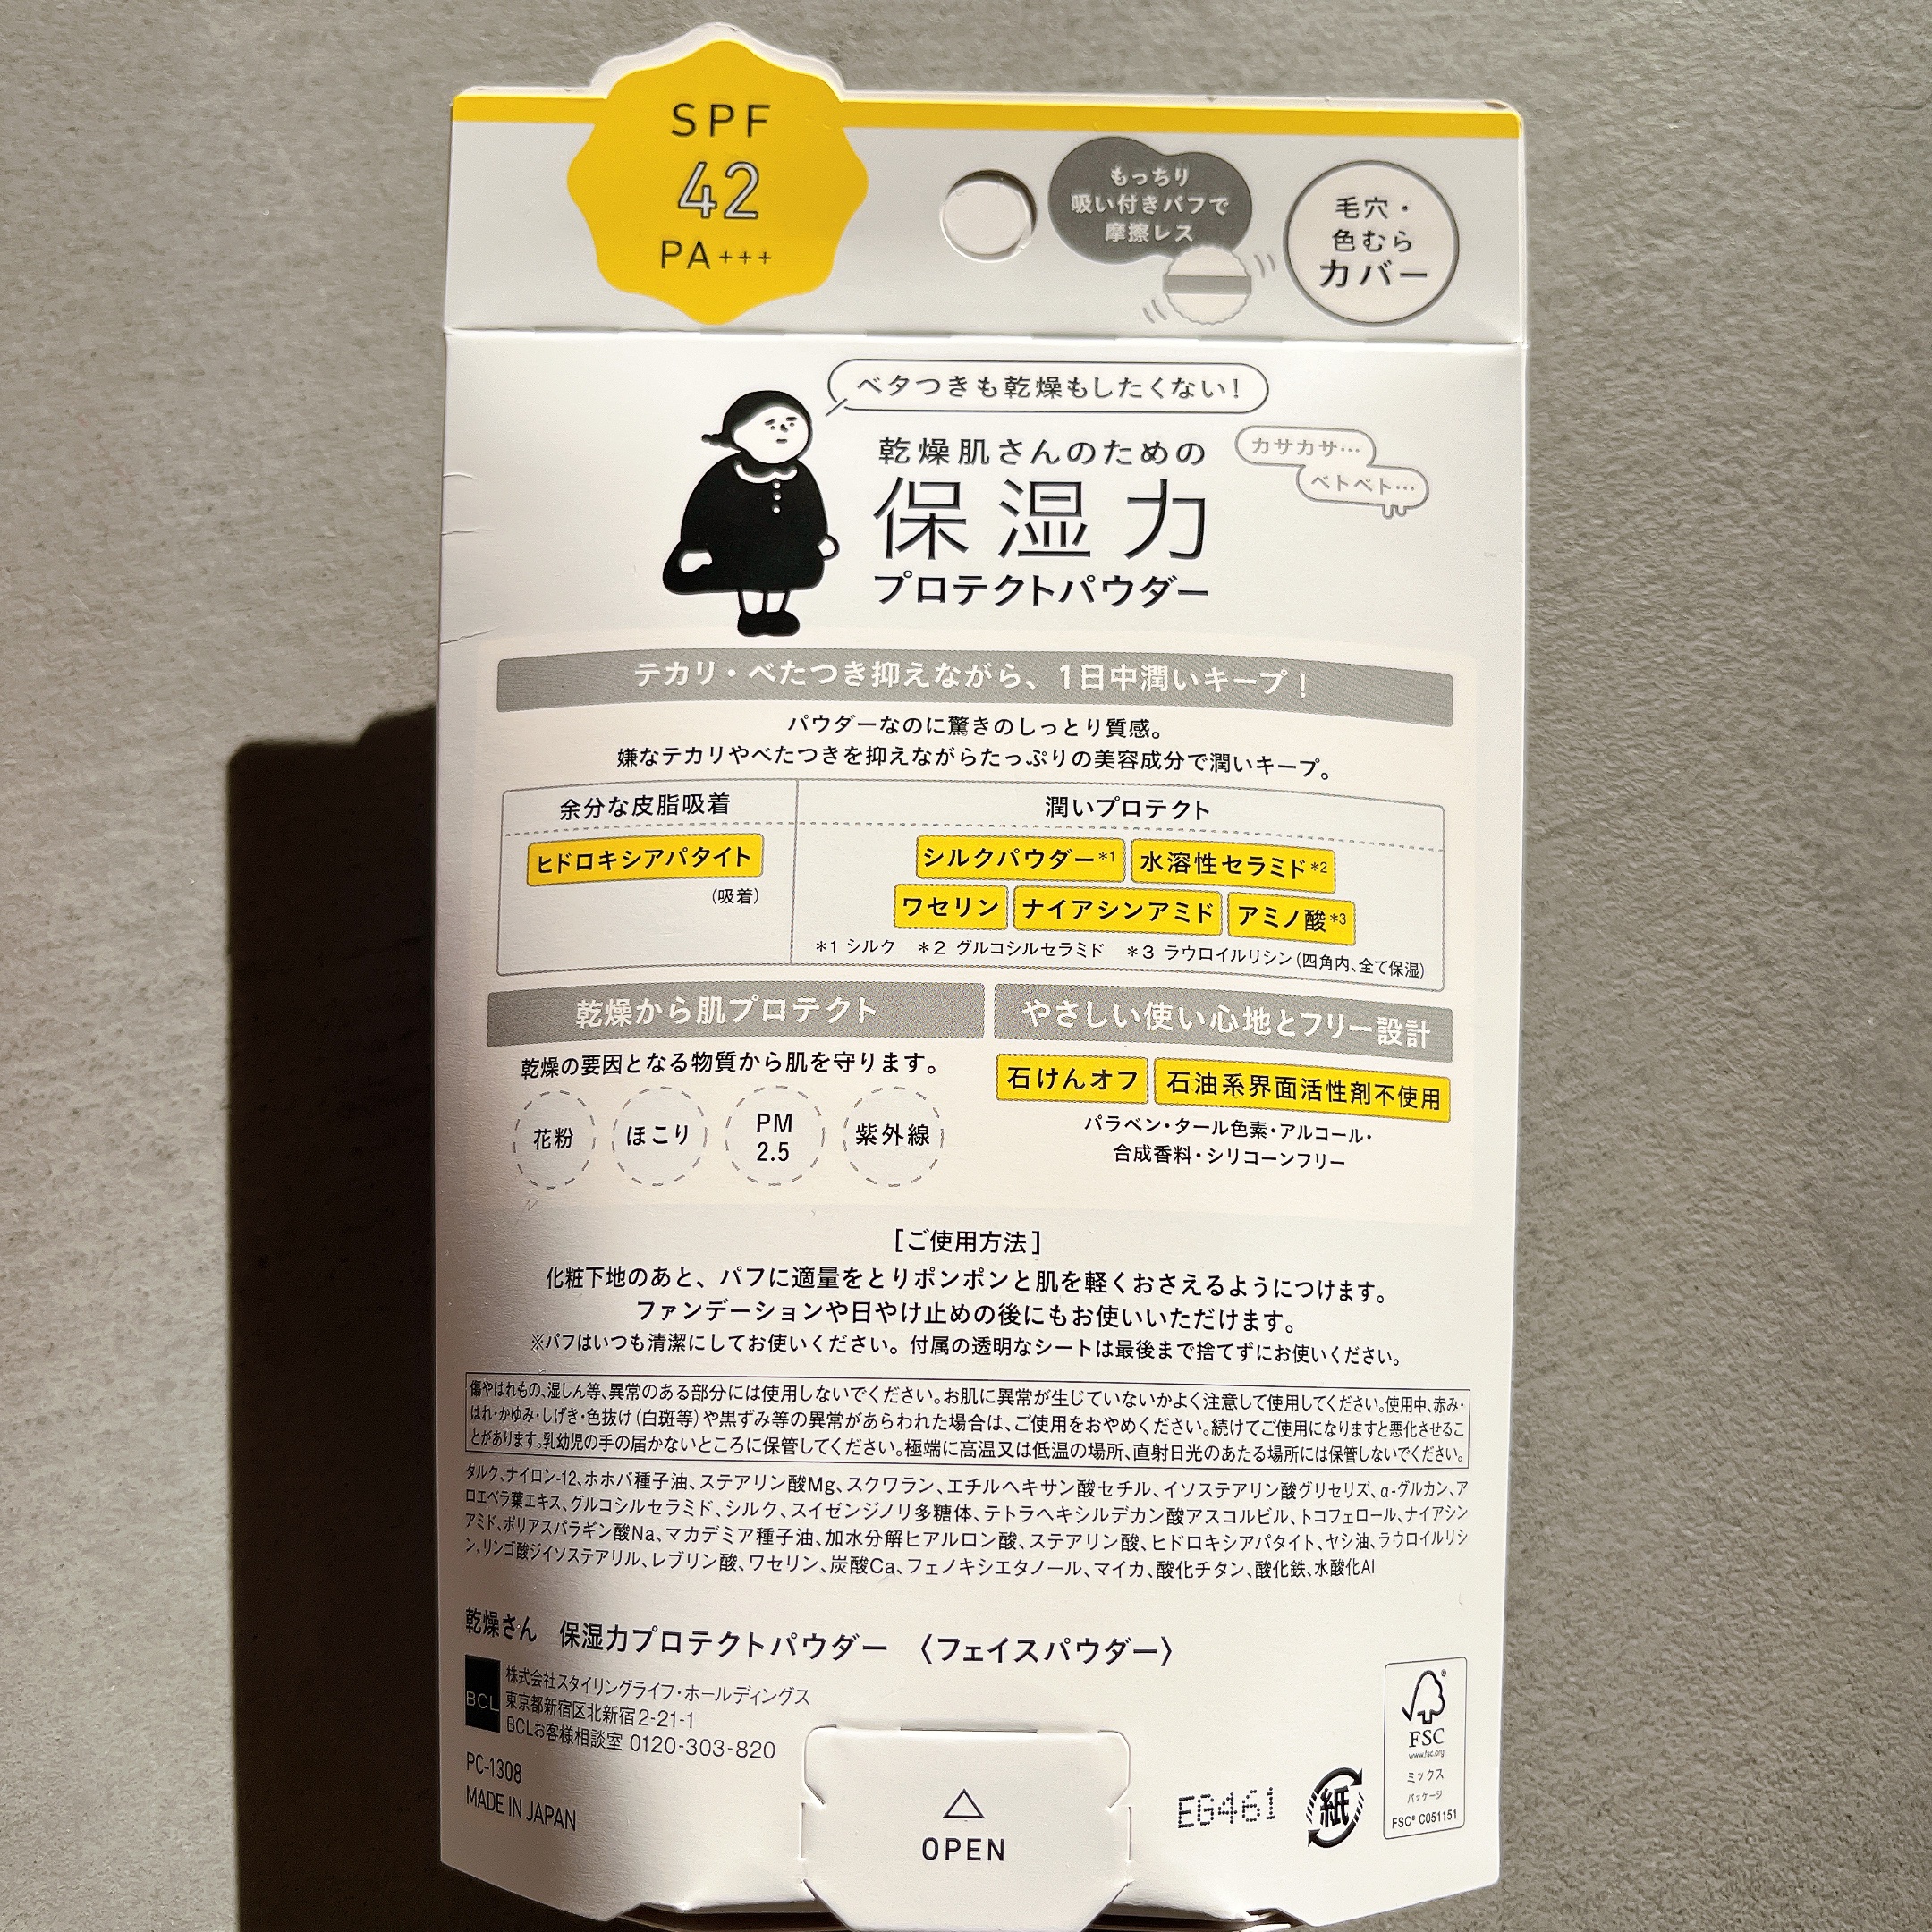 SPF
42
PA+++
もっちり
吸い付きパフで
摩擦レス
毛穴・
色むら
カバー
ベタつきも乾燥もしたくない！
乾燥肌さんのための
保湿力
プロテクトパウダー
カサカサ…
ベトベト…
テカリ・べたつき抑えながら、1日中潤いキープ！
パウダーなのに驚きのしっとり質感。
嫌なテカリやべたつきを抑えながらたっぷりの美容成分で潤いキープ。
余分な皮脂吸着
ヒドロキシアパタイト
（吸着）
潤いプロテクト
シルクパウダー*1 水溶性セラミド*2
ワセリン ナイアシンアミド アミノ酸*3
*1 シルク *2 グルコシルセラミド *3 ラウロイルリシン（四角内、全て保湿）
乾燥から肌プロテクト
乾燥の要因となる物質から肌を守ります。
花粉 ほこり PM 2.5 紫外線
やさしい使い心地とフリー設計
石けんオフ 石油系界面活性剤不使用
パラベン・タール色素・アルコール・
合成香料・シリコーンフリー
［ご使用方法］
化粧下地のあと、パフに適量をとりポンポンと肌を軽くおさえるようにつけます。
ファンデーションや日やけ止めの後にもお使いいただけます。
※パフはいつも清潔にしてお使いください。付属の透明なシートは最後まで捨てずにお使いください。
傷やはれもの、湿しん等、異常のある部分には使用しないでください。お肌に異常が生じていないかよく注意して使用してください。使用中、赤み・
はれ・かゆみ・しげき・色抜け（白斑等）や黒ずみ等の異常があらわれた場合は、ご使用をおやめください。続けてご使用になりますと悪化させるこ
とがあります。乳幼児の手の届かないところに保管してください。極端に高温又は低温の場所、直射日光のあたる場所には保管しないでください。
タルク、ナイロン-12、ホホバ種子油、ステアリン酸Mg、スクワラン、エチルヘキサン酸セチル、イソステアリン酸グリセリズ、α-グルカン、ア
ロエベラ葉エキス、グルコシルセラミド、シルク、スイゼンジノリ多糖体、テトラヘキシルデカン酸アスコルビル、トコフェロール、ナイアシン
アミド、ポリアスパラギン酸Na、マカデミア種子油、加水分解ヒアルロン酸、ステアリン酸、ヒドロキシアパタイト、ヤシ油、ラウロイルリシ
ン、リンゴ酸ジイソステアリル、レブリン酸、ワセリン、炭酸Ca、フェノキシエタノール、マイカ、酸化チタン、酸化鉄、水酸化Al
乾燥さん 保湿力プロテクトパウダー 〈フェイスパウダー〉
BCL
株式会社スタイリングライフ・ホールディングス
東京都新宿区北新宿2-21-1
BCLお客様相談室 0120-303-820
PC-1308
MADE IN JAPAN
OPEN
EG461
紙
FSC
www.fsc.org
ミックス
パッケージ
FSC® C051151